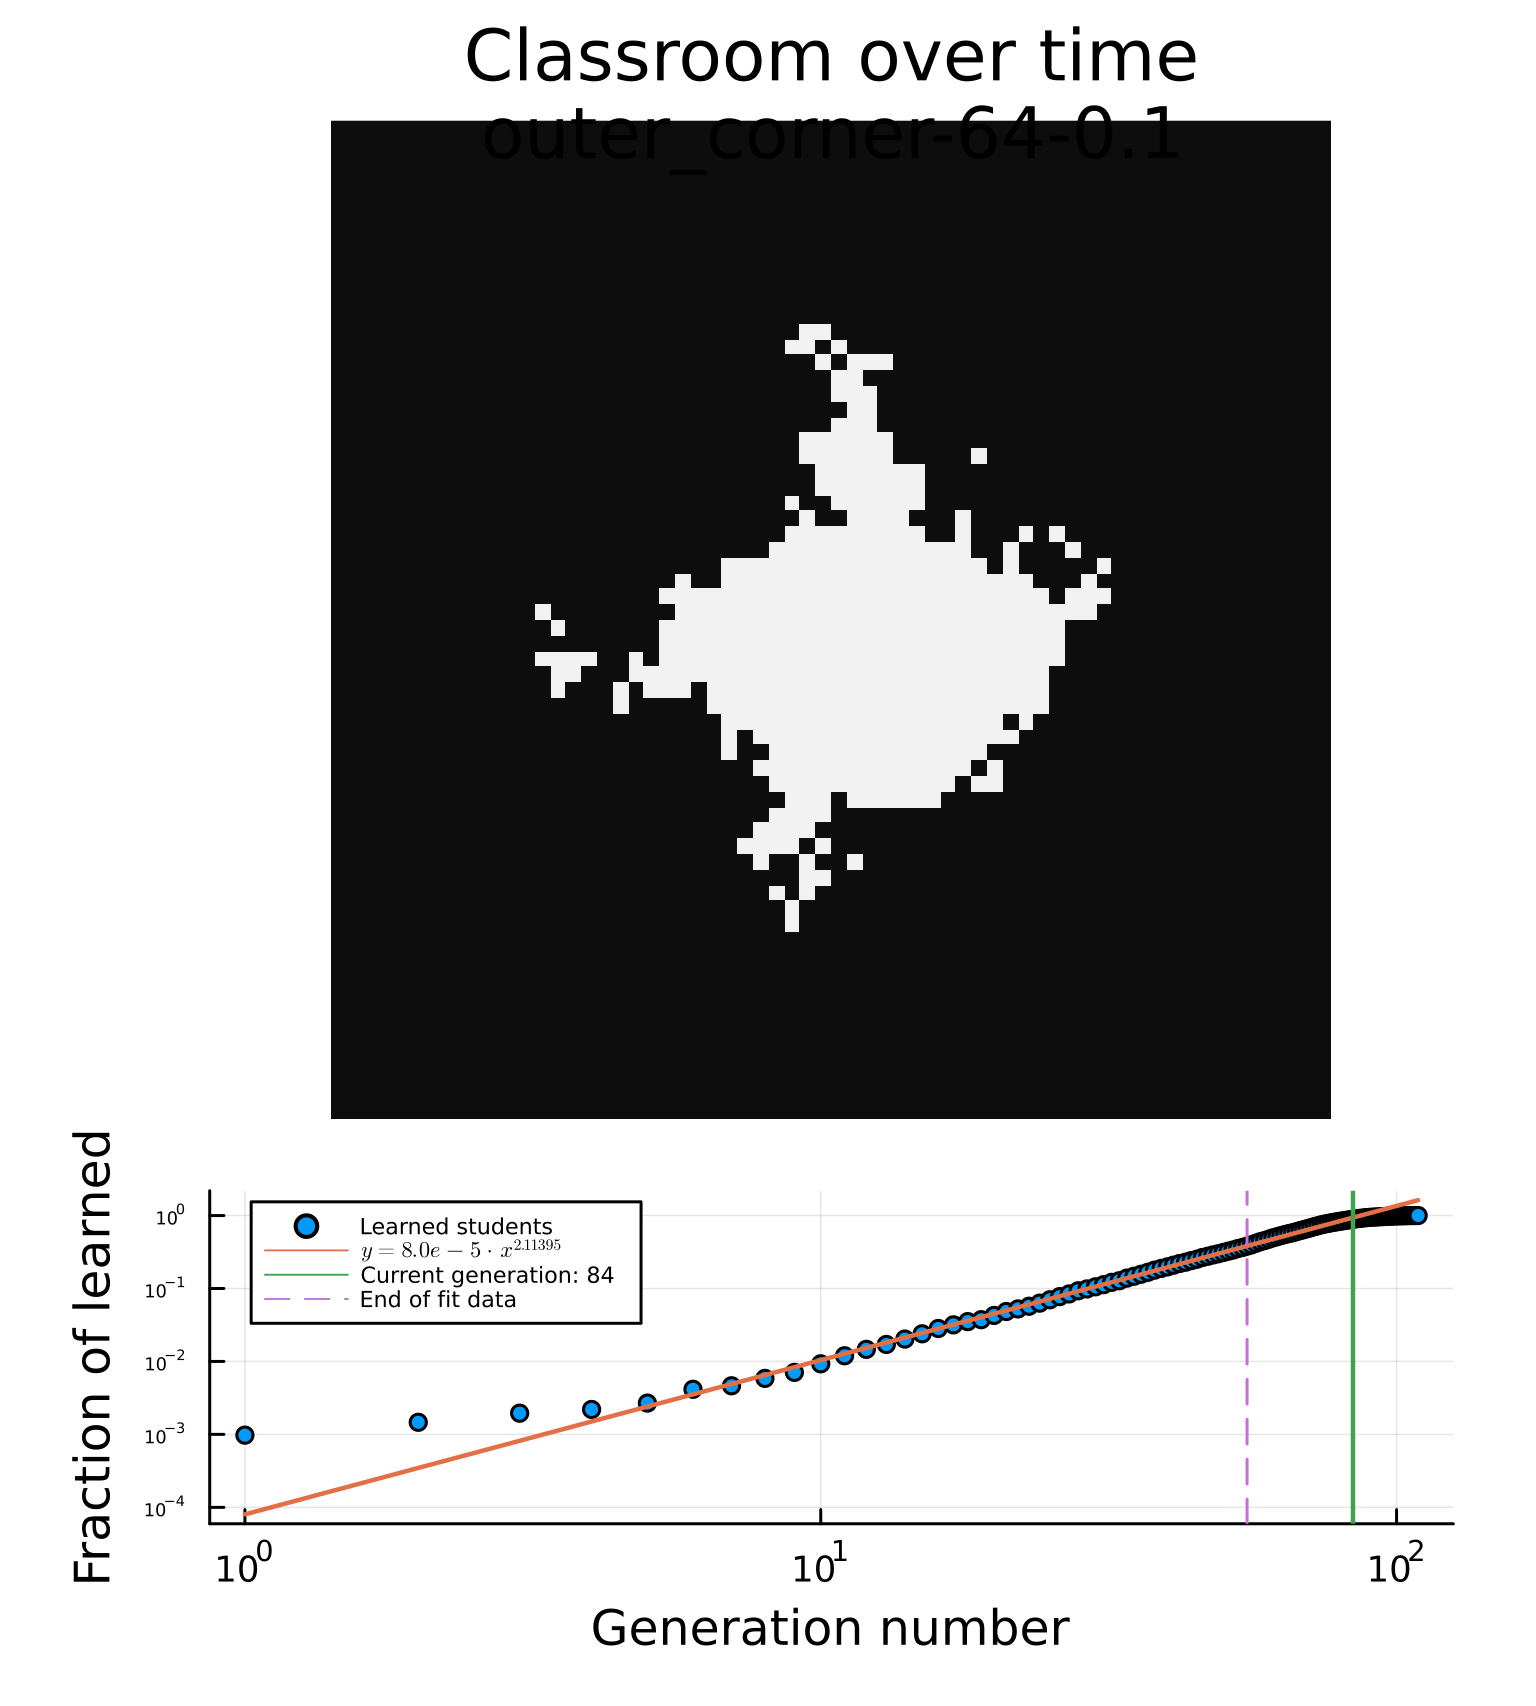 Classroom over time
outer_corner-64-0.1
Fraction of learned
10^0
10^-1
10^-2
10^-3
10^-4
Learned students
y = 8.0e − 5 · x^2.11395
Current generation: 84
End of fit data
10^0 10^1 10^2
Generation number